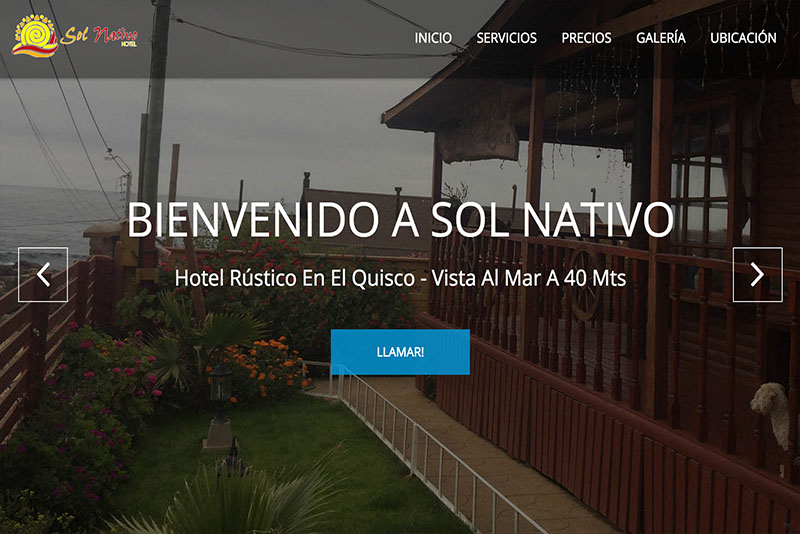 Sol Nativo
HOTEL
INICIO SERVICIOS PRECIOS GALERÍA UBICACIÓN
BIENVENIDO A SOL NATIVO
Hotel Rústico En El Quisco - Vista Al Mar A 40 Mts
LLAMAR!